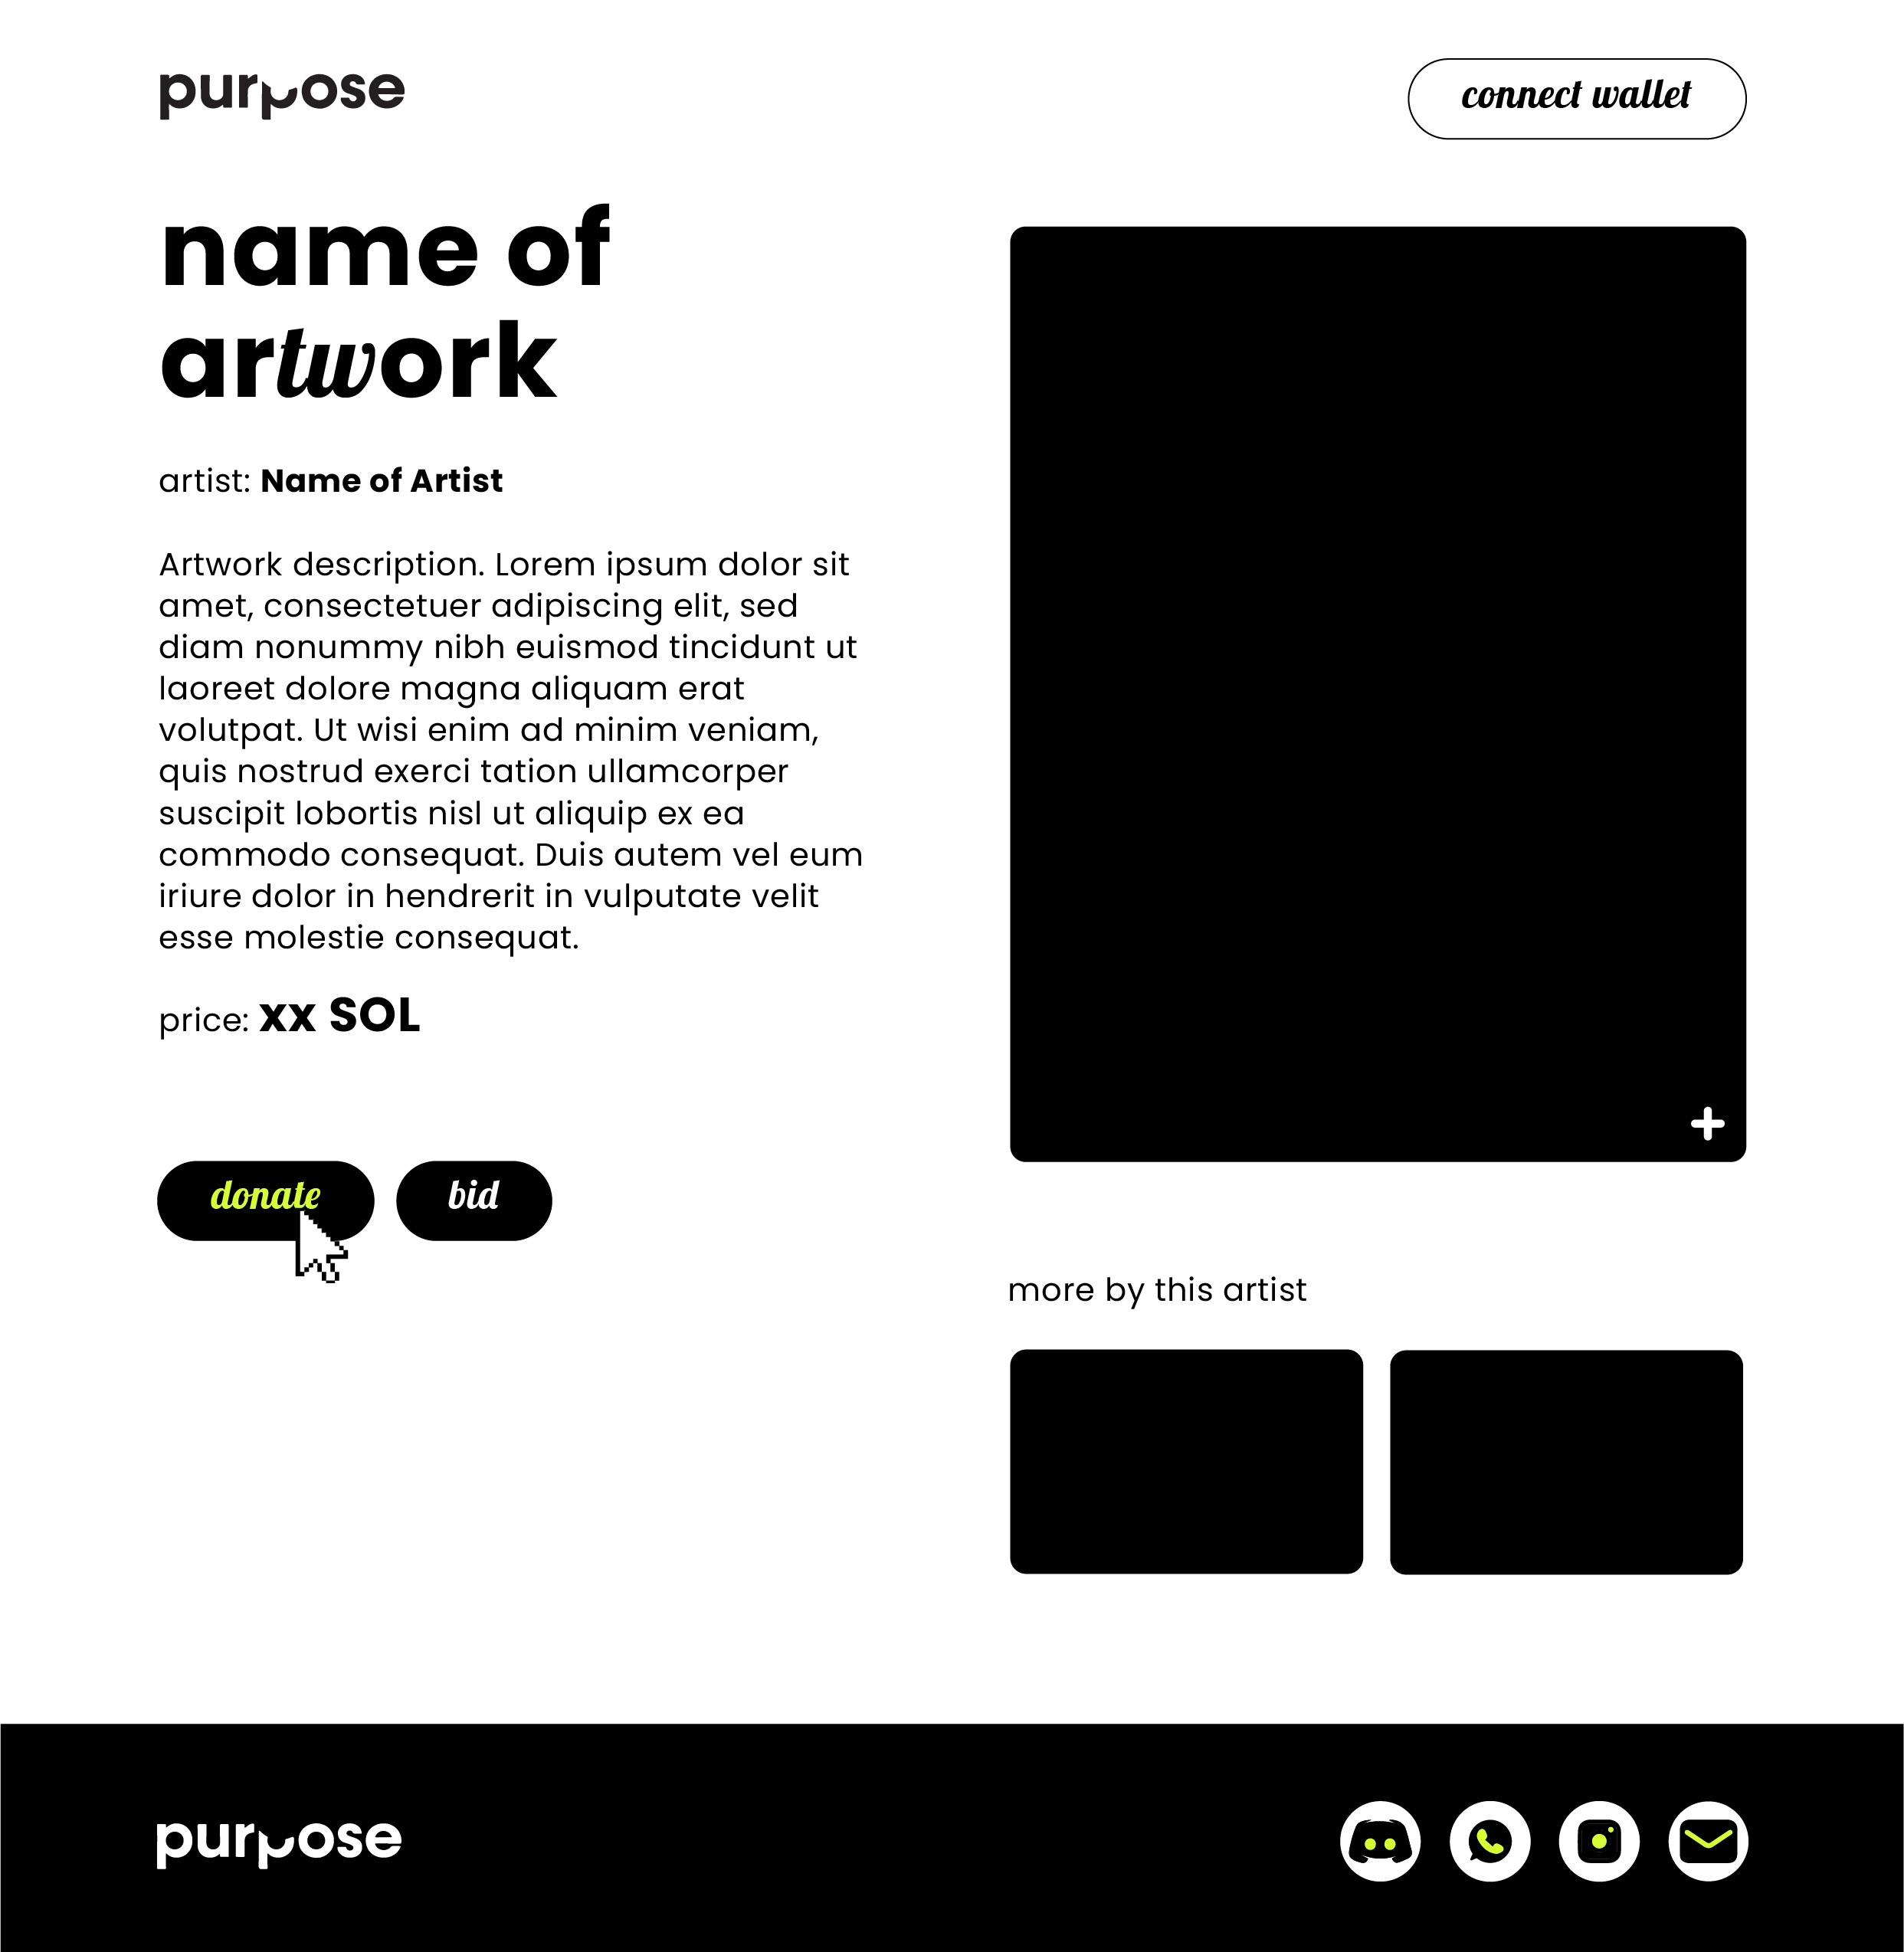 purpose
connect wallet
name of
artwork
artist: Name of Artist
Artwork description. Lorem ipsum dolor sit
amet, consectetuer adipiscing elit, sed
diam nonummy nibh euismod tincidunt ut
laoreet dolore magna aliquam erat
volutpat. Ut wisi enim ad minim veniam,
quis nostrud exerci tation ullamcorper
suscipit lobortis nisl ut aliquip ex ea
commodo consequat. Duis autem vel eum
iriure dolor in hendrerit in vulputate velit
esse molestie consequat.
price: xx SOL
donate
bid
more by this artist
purpose